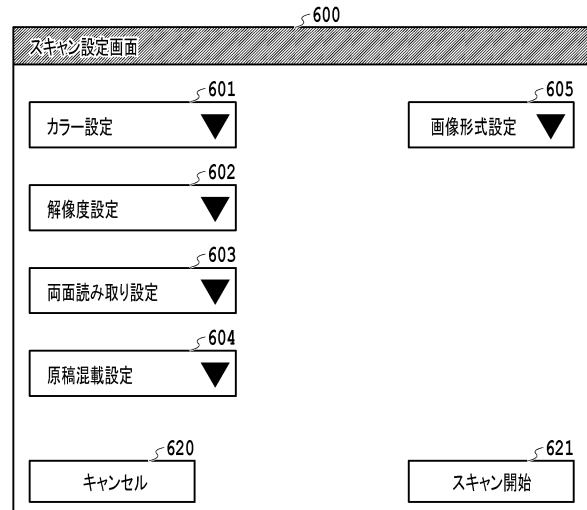 600
スキャン設定画面
601
605
カラー設定
画像形式設定
602
解像度設定
603
両面読み取り設定
604
原稿混載設定
620
621
キャンセル
スキャン開始